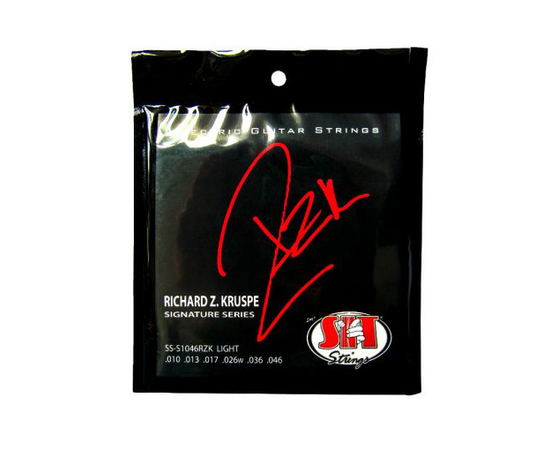 Electric Guitar Strings
RZK
RICHARD Z. KRUSPE
SIGNATURE SERIES
SIT
Strings
SS-S1046RZK LIGHT
.010 .013 .017 .026w .036 .046